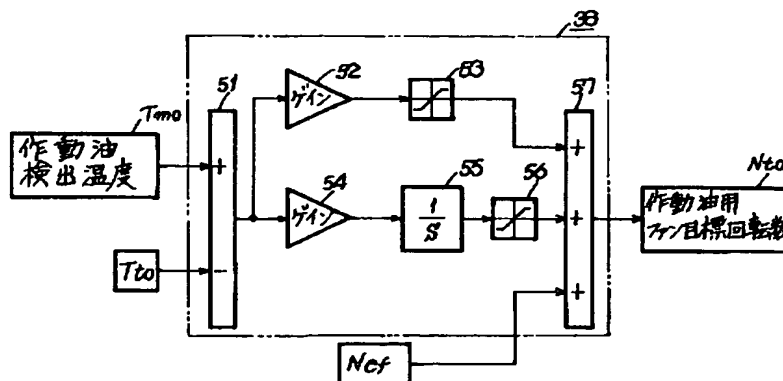 38
52
53
51
57
Tmo
ゲイン
作動油
検出温度
+
+
Nto
54
55
56
ゲイン
1
S
+
作動油用
ファン目標回転数
Tto
-
+
Nef